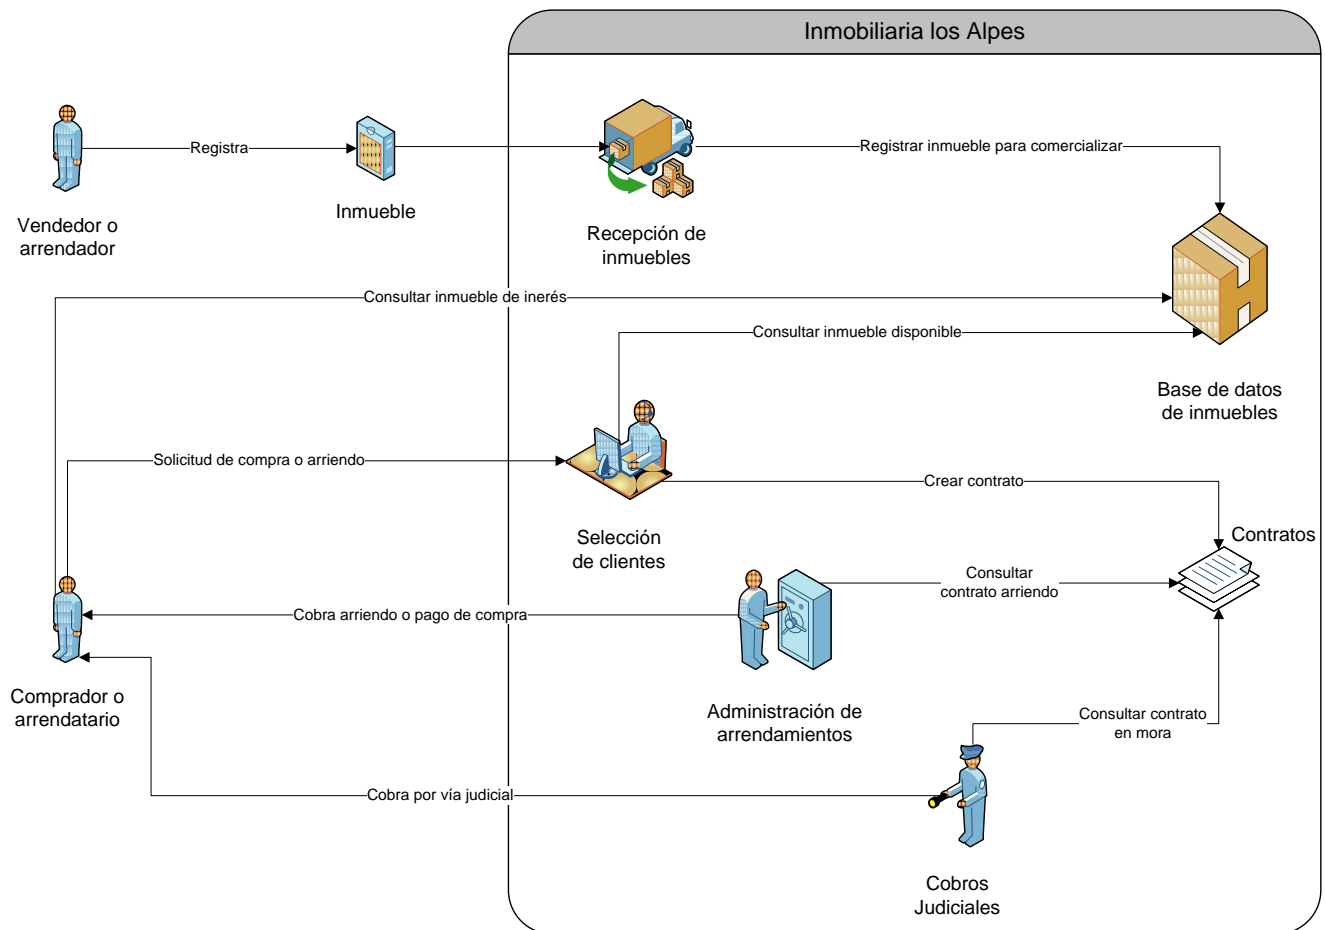 Inmobiliaria los Alpes
Registra
Registrar inmueble para comercializar
Vendedor o
arrendador
Inmueble
Recepción de
inmuebles
Consultar inmueble de inerés
Consultar inmueble disponible
Base de datos
de inmuebles
Solicitud de compra o arriendo
Crear contrato
Selección
de clientes
Contratos
Consultar
contrato arriendo
Cobra arriendo o pago de compra
Comprador o
arrendatario
Administración de
arrendamientos
Consultar contrato
en mora
Cobra por vía judicial
Cobros
Judiciales